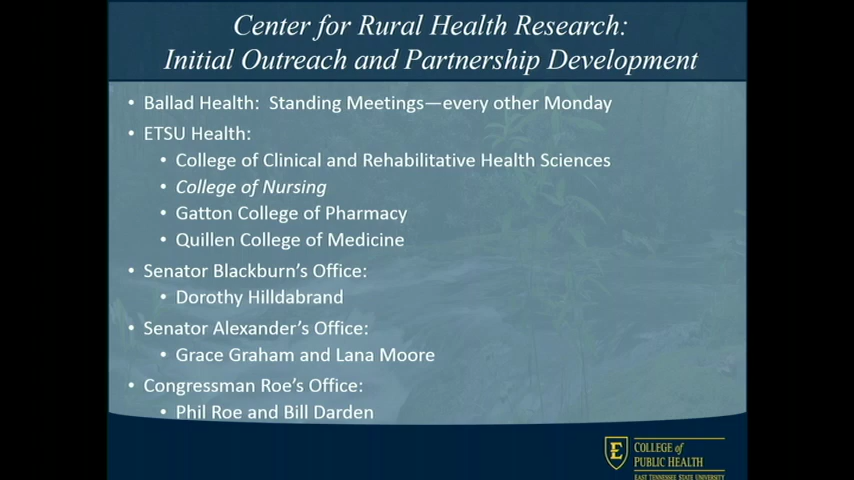 Center for Rural Health Research:
Initial Outreach and Partnership Development
• Ballad Health: Standing Meetings—every other Monday
• ETSU Health:
• College of Clinical and Rehabilitative Health Sciences
• College of Nursing
• Gatton College of Pharmacy
• Quillen College of Medicine
• Senator Blackburn's Office:
• Dorothy Hilldabrand
• Senator Alexander's Office:
• Grace Graham and Lana Moore
• Congressman Roe's Office:
• Phil Roe and Bill Darden
E
COLLEGE of
PUBLIC HEALTH
EAST TENNESSEE STATE UNIVERSITY